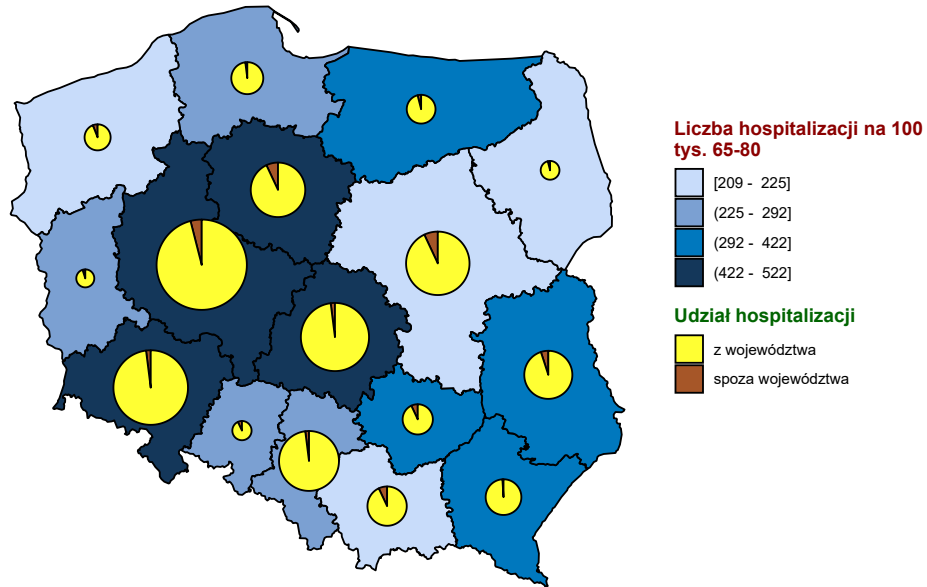 Liczba hospitalizacji na 100
tys. 65-80
[209 - 225]
(225 - 292]
(292 - 422]
(422 - 522]
Udział hospitalizacji
z województwa
spoza województwa